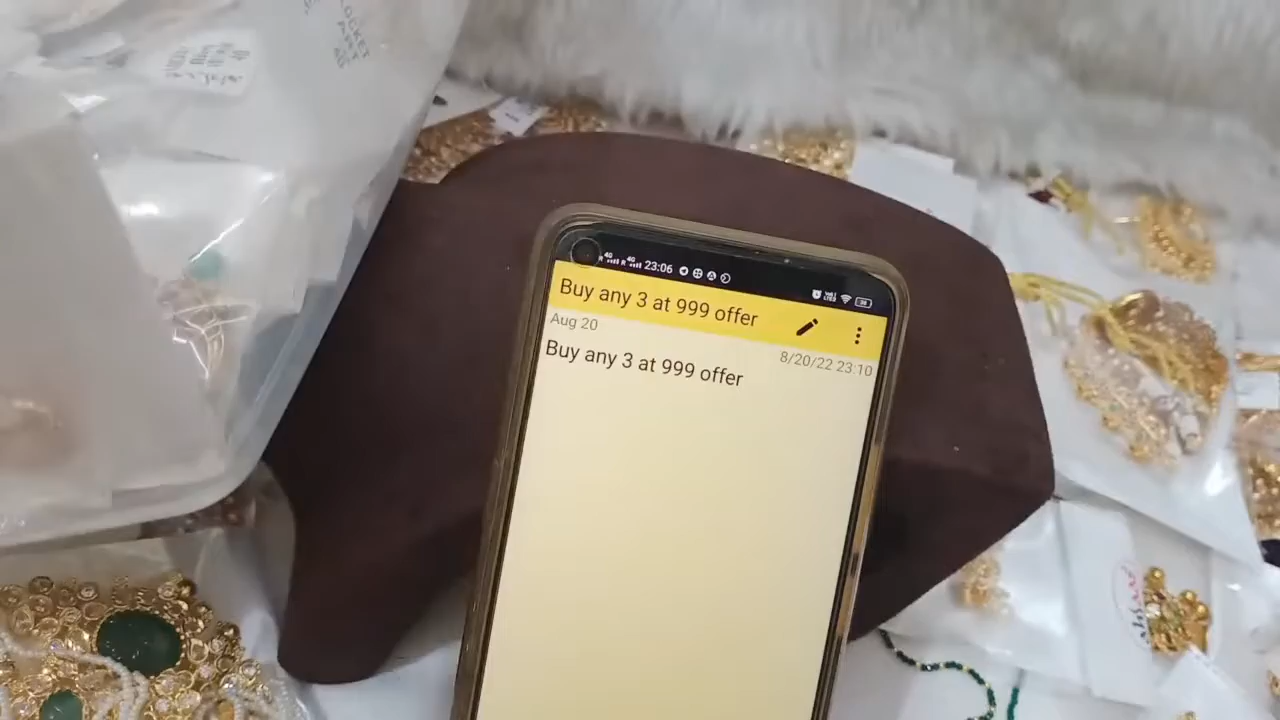 LOCKET
23:06
Buy any 3 at 999 offer
Aug 20
8/20/22 23:10
Buy any 3 at 999 offer